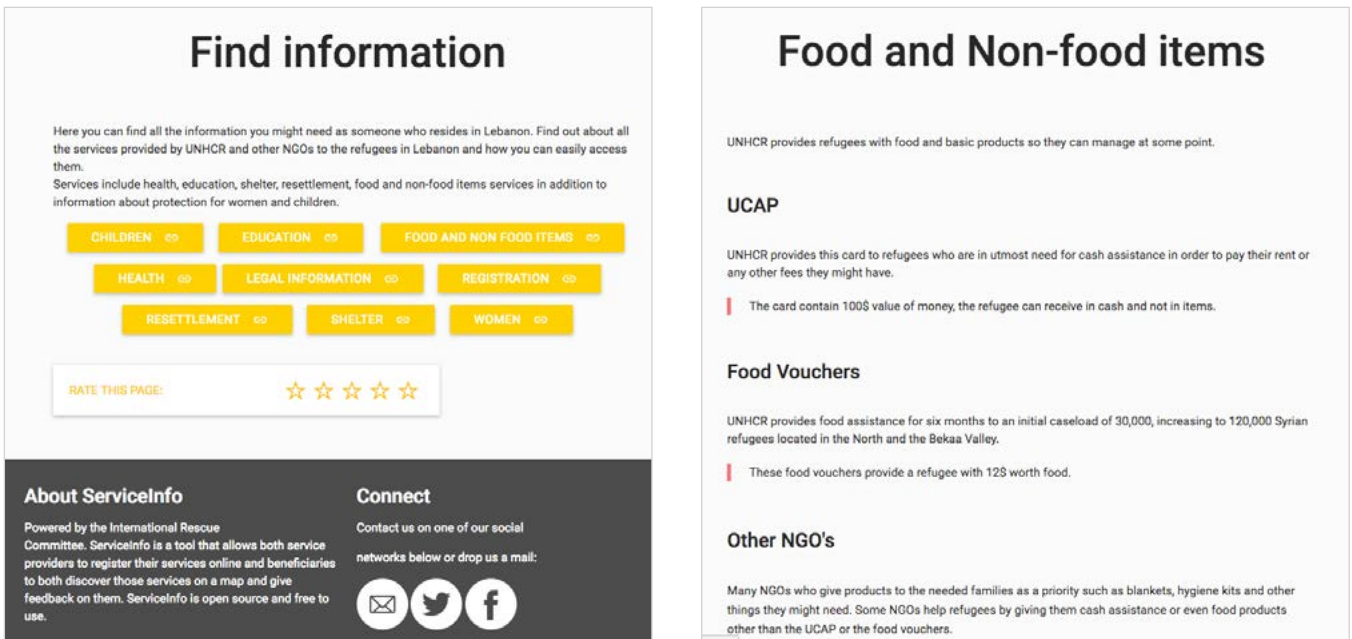 Find information
Here you can find all the information you might need as someone who resides in Lebanon. Find out about all
the services provided by UNHCR and other NGOs to the refugees in Lebanon and how you can easily access
them.
Services include health, education, shelter, resettlement, food and non-food items services in addition to
information about protection for women and children.
CHILDREN
EDUCATION
FOOD AND NON FOOD ITEMS
HEALTH
LEGAL INFORMATION
REGISTRATION
RESETTLEMENT
SHELTER
WOMEN
RATE THIS PAGE:
About ServiceInfo
Powered by the International Rescue
Committee. ServiceInfo is a tool that allows both service
providers to register their services online and beneficiaries
to both discover those services on a map and give
feedback on them. ServiceInfo is open source and free to
use.
Connect
Contact us on one of our social
networks below or drop us a mail:
Food and Non-food items
UNHCR provides refugees with food and basic products so they can manage at some point.
UCAP
UNHCR provides this card to refugees who are in utmost need for cash assistance in order to pay their rent or
any other fees they might have.
The card contain 100$ value of money, the refugee can receive in cash and not in items.
Food Vouchers
UNHCR provides food assistance for six months to an initial caseload of 30,000, increasing to 120,000 Syrian
refugees located in the North and the Bekaa Valley.
These food vouchers provide a refugee with 12$ worth food.
Other NGO's
Many NGOs who give products to the needed families as a priority such as blankets, hygiene kits and other
things they might need. Some NGOs help refugees by giving them cash assistance or even food products
other than the UCAP or the food vouchers.